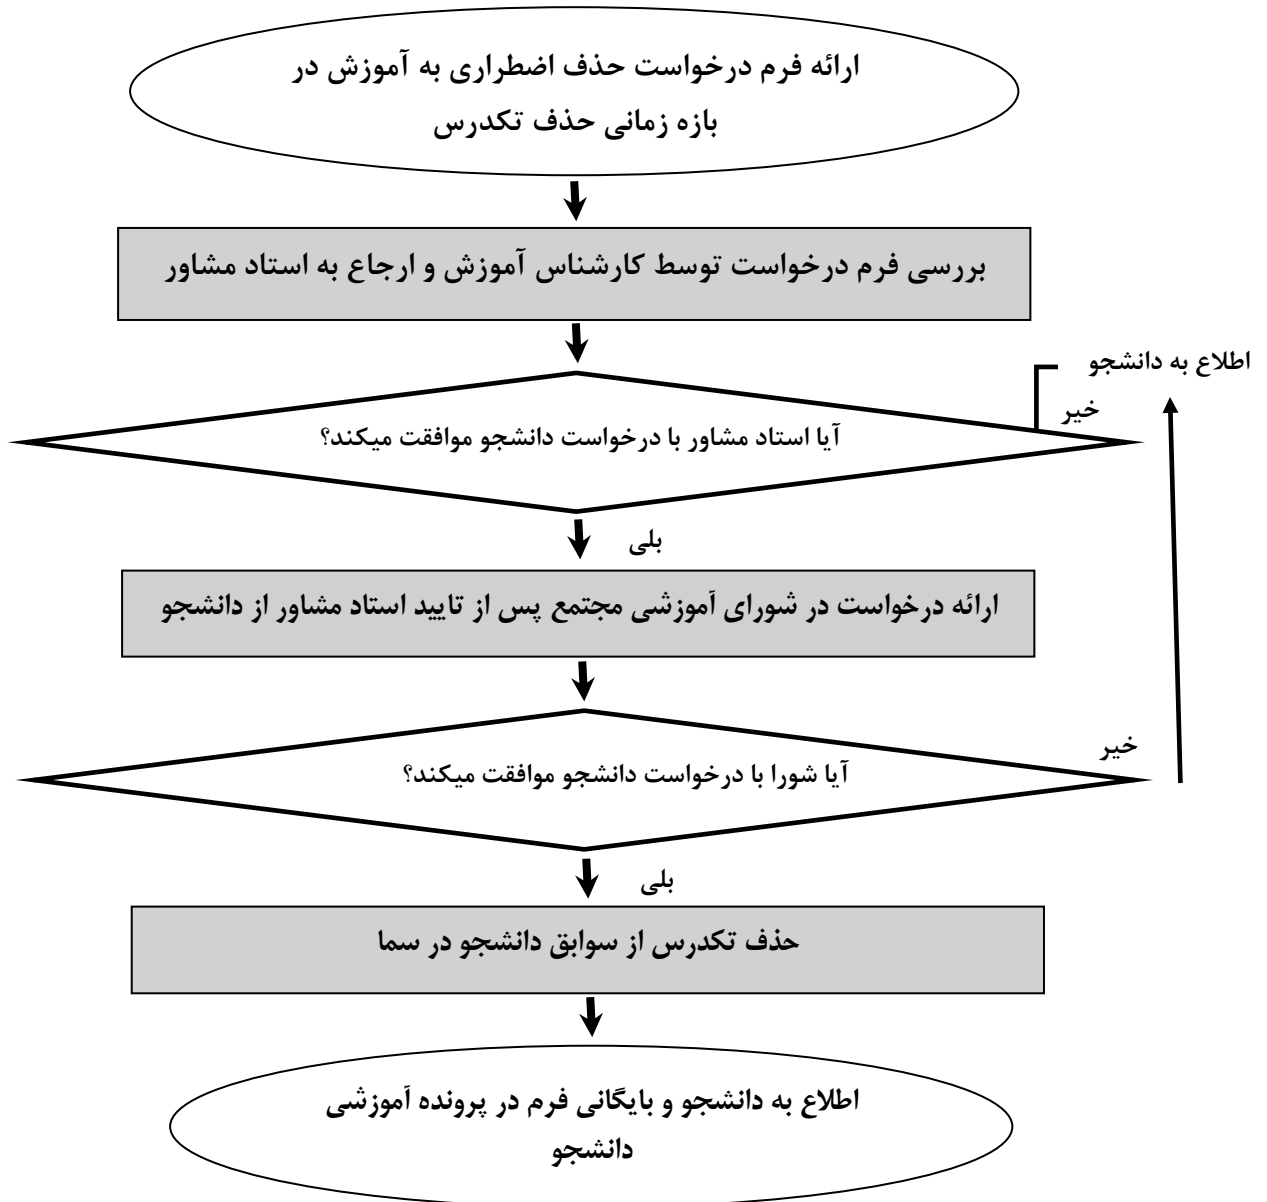 ارائه فرم درخواست حذف اضطراری به آموزش در
بازه زمانی حذف تکدرس
بررسی فرم درخواست توسط کارشناس آموزش و ارجاع به استاد مشاور
اطلاع به دانشجو
خیر
آیا استاد مشاور با درخواست دانشجو موافقت میکند؟
بلی
ارائه درخواست در شورای آموزشی مجتمع پس از تایید استاد مشاور از دانشجو
خیر
آیا شورا با درخواست دانشجو موافقت میکند؟
بلی
حذف تکدرس از سوابق دانشجو در سما
اطلاع به دانشجو و بایگانی فرم در پرونده آموزشی
دانشجو